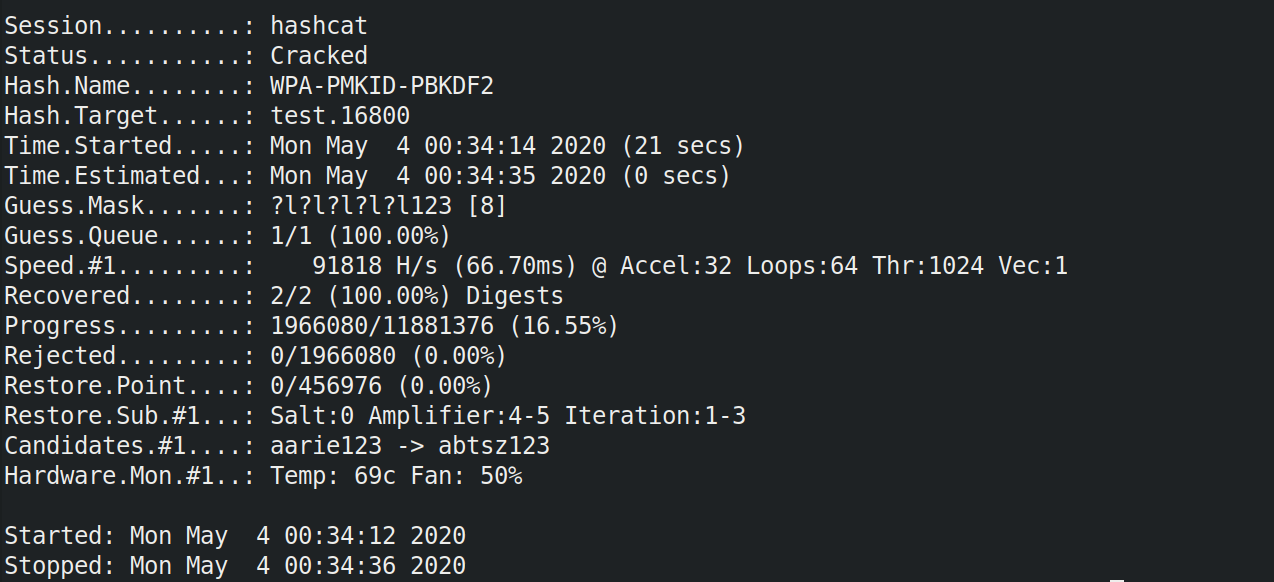 Session..........: hashcat
Status...........: Cracked
Hash.Name........: WPA-PMKID-PBKDF2
Hash.Target......: test.16800
Time.Started.....: Mon May  4 00:34:14 2020 (21 secs)
Time.Estimated...: Mon May  4 00:34:35 2020 (0 secs)
Guess.Mask.......: ?l?l?l?l?l123 [8]
Guess.Queue......: 1/1 (100.00%)
Speed.#1.........:    91818 H/s (66.70ms) @ Accel:32 Loops:64 Thr:1024 Vec:1
Recovered........: 2/2 (100.00%) Digests
Progress.........: 1966080/11881376 (16.55%)
Rejected.........: 0/1966080 (0.00%)
Restore.Point....: 0/456976 (0.00%)
Restore.Sub.#1...: Salt:0 Amplifier:4-5 Iteration:1-3
Candidates.#1....: aarie123 -> abtsz123
Hardware.Mon.#1..: Temp: 69c Fan: 50%

Started: Mon May  4 00:34:12 2020
Stopped: Mon May  4 00:34:36 2020